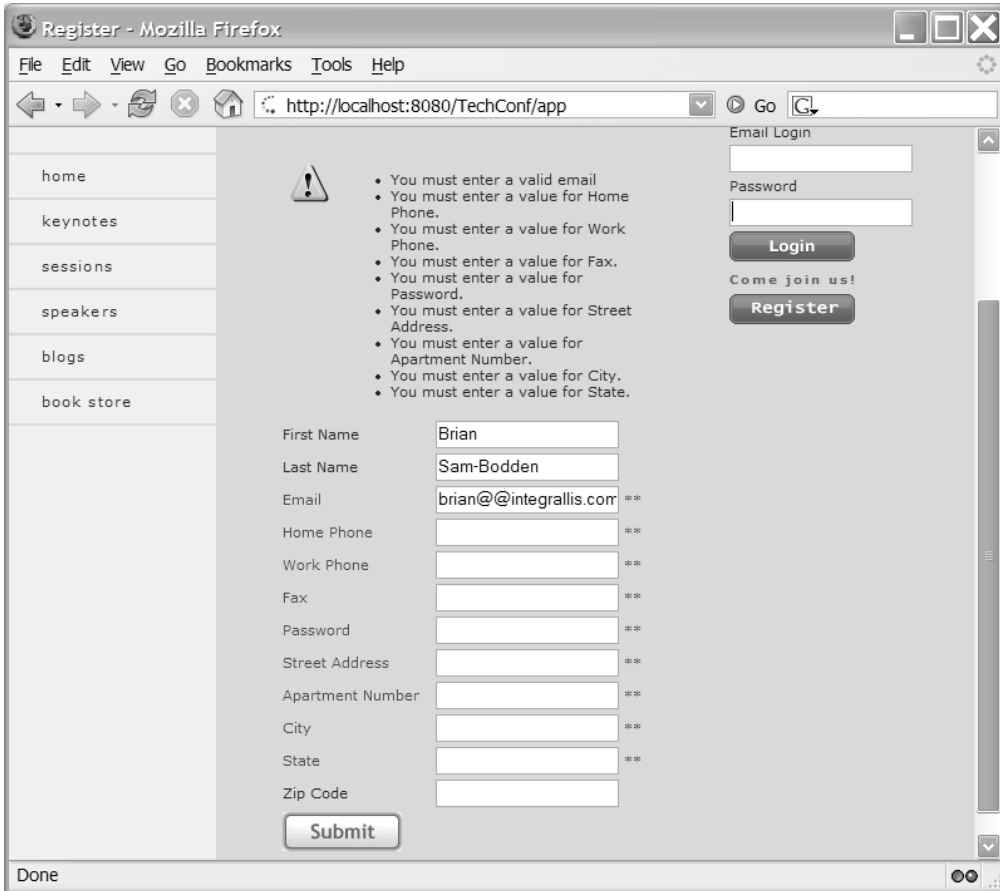 Register - Mozilla Firefox
File Edit View Go Bookmarks Tools Help
http://localhost:8080/TechConf/app
Go
G
home
keynotes
sessions
speakers
blogs
book store
• You must enter a valid email
• You must enter a value for Home
Phone.
• You must enter a value for Work
Phone.
• You must enter a value for Fax.
• You must enter a value for
Password.
• You must enter a value for Street
Address.
• You must enter a value for
Apartment Number.
• You must enter a value for City.
• You must enter a value for State.
Email Login
Password
Login
Come join us!
Register
First Name Brian
Last Name Sam-Bodden
Email brian@@integrallis.com **
Home Phone **
Work Phone **
Fax **
Password **
Street Address **
Apartment Number **
City **
State **
Zip Code
Submit
Done